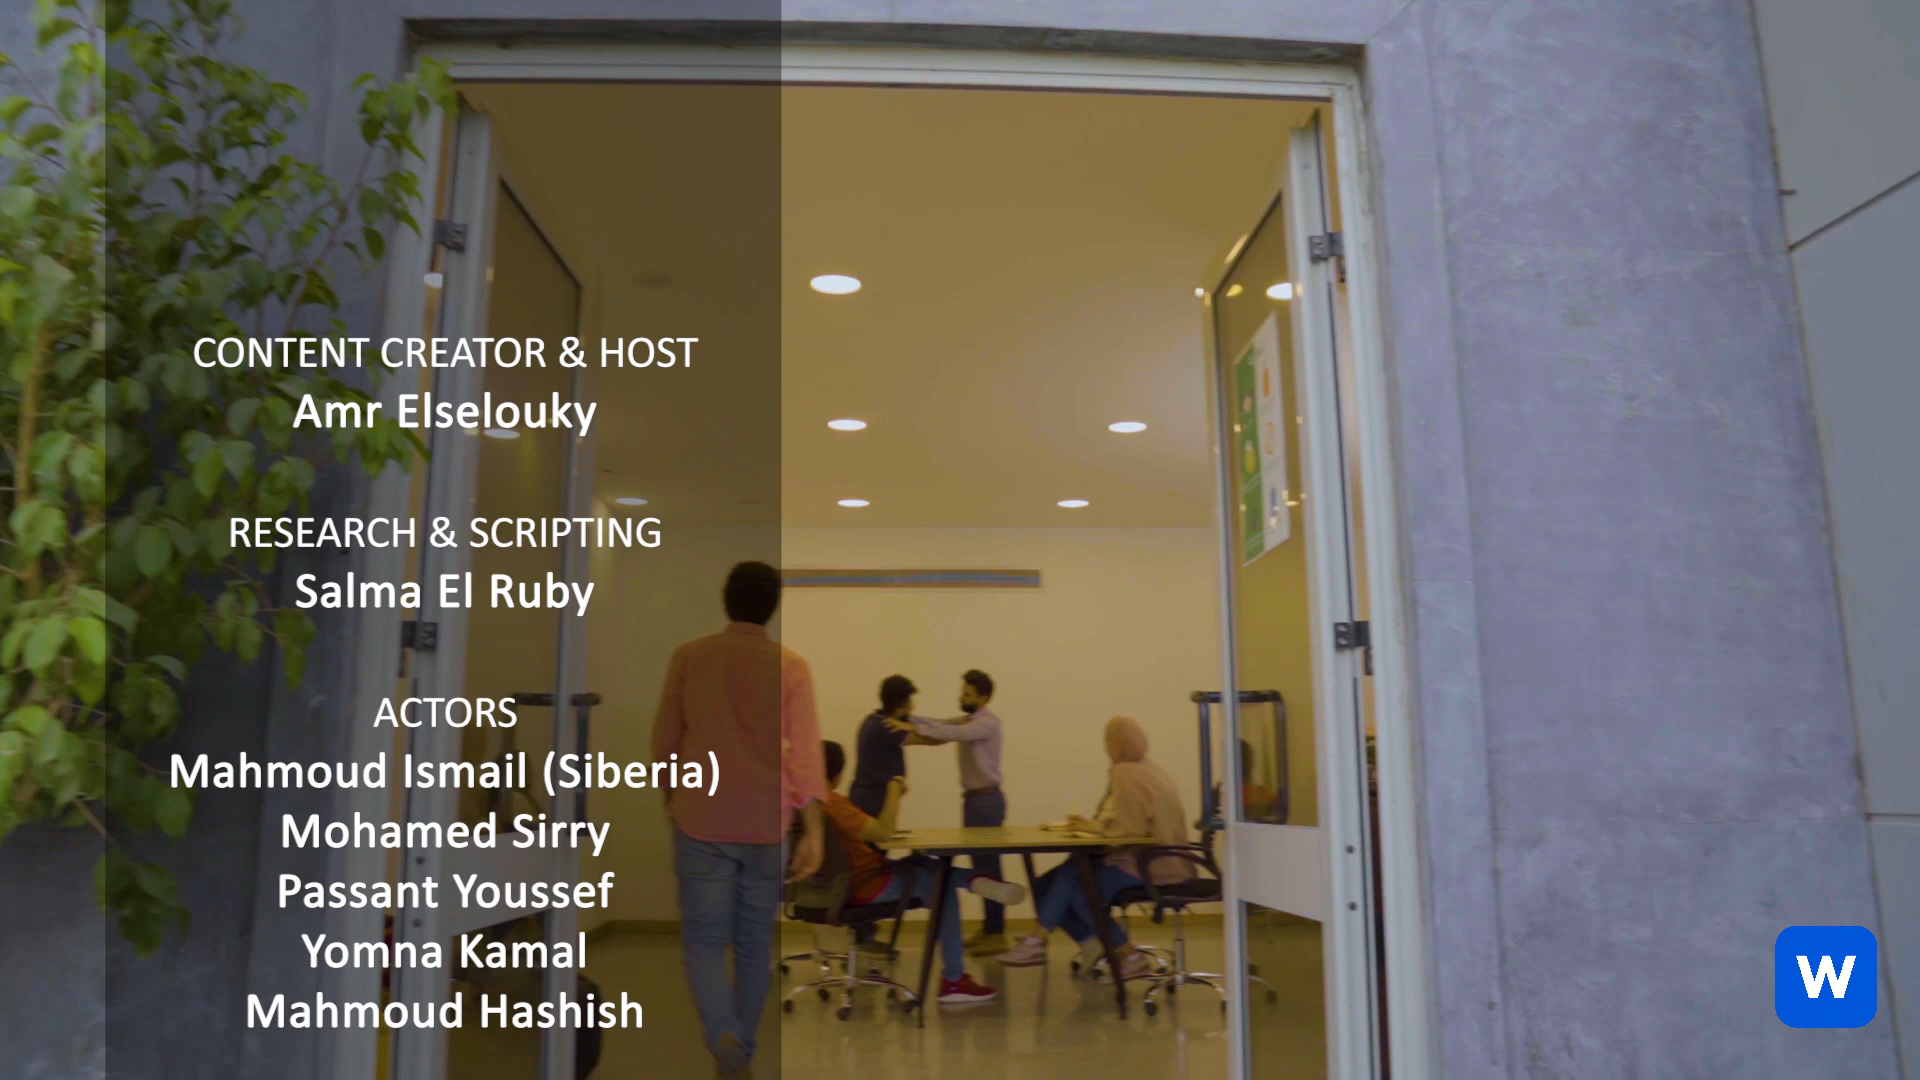 CONTENT CREATOR & HOST
Amr Elselouky
RESEARCH & SCRIPTING
Salma El Ruby
ACTORS
Mahmoud Ismail (Siberia)
Mohamed Sirry
Passant Youssef
Yomna Kamal
Mahmoud Hashish
W